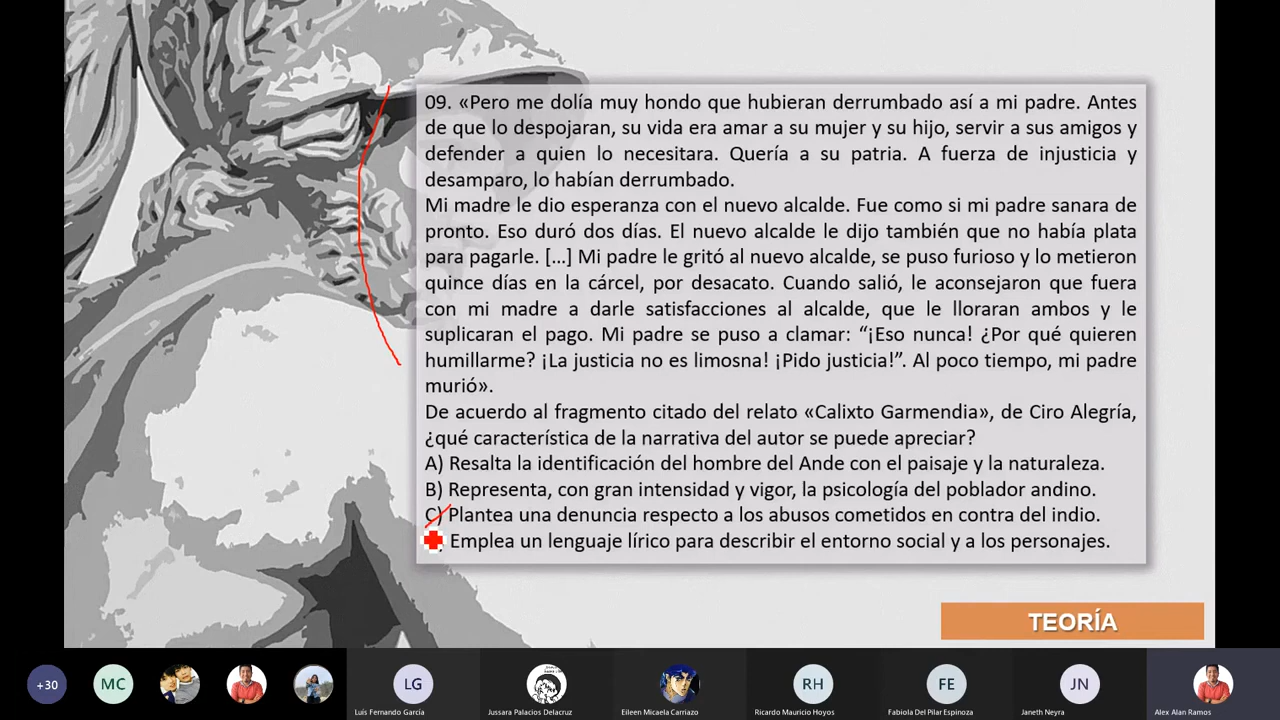 09. «Pero me dolía muy hondo que hubieran derrumbado así a mi padre. Antes
de que lo despojaran, su vida era amar a su mujer y su hijo, servir a sus amigos y
defender a quien lo necesitara. Quería a su patria. A fuerza de injusticia y
desamparo, lo habían derrumbado.
Mi madre le dio esperanza con el nuevo alcalde. Fue como si mi padre sanara de
pronto. Eso duró dos días. El nuevo alcalde le dijo también que no había plata
para pagarle. […] Mi padre le gritó al nuevo alcalde, se puso furioso y lo metieron
quince días en la cárcel, por desacato. Cuando salió, le aconsejaron que fuera
con mi madre a darle satisfacciones al alcalde, que le lloraran ambos y le
suplicaran el pago. Mi padre se puso a clamar: “¡Eso nunca! ¿Por qué quieren
humillarme? ¡La justicia no es limosna! ¡Pido justicia!”. Al poco tiempo, mi padre
murió».
De acuerdo al fragmento citado del relato «Calixto Garmendia», de Ciro Alegría,
¿qué característica de la narrativa del autor se puede apreciar?
A) Resalta la identificación del hombre del Ande con el paisaje y la naturaleza.
B) Representa, con gran intensidad y vigor, la psicología del poblador andino.
C) Plantea una denuncia respecto a los abusos cometidos en contra del indio.
Emplea un lenguaje lírico para describir el entorno social y a los personajes.
TEORÍA
+30
MC
LG
RH
FE
JN
Luis Fernando García
Jussara Palacios Delacruz
Eileen Micaela Carriazo
Ricardo Mauricio Hoyos
Fabiola Del Pilar Espinoza
Janeth Neyra
Alex Alan Ramos